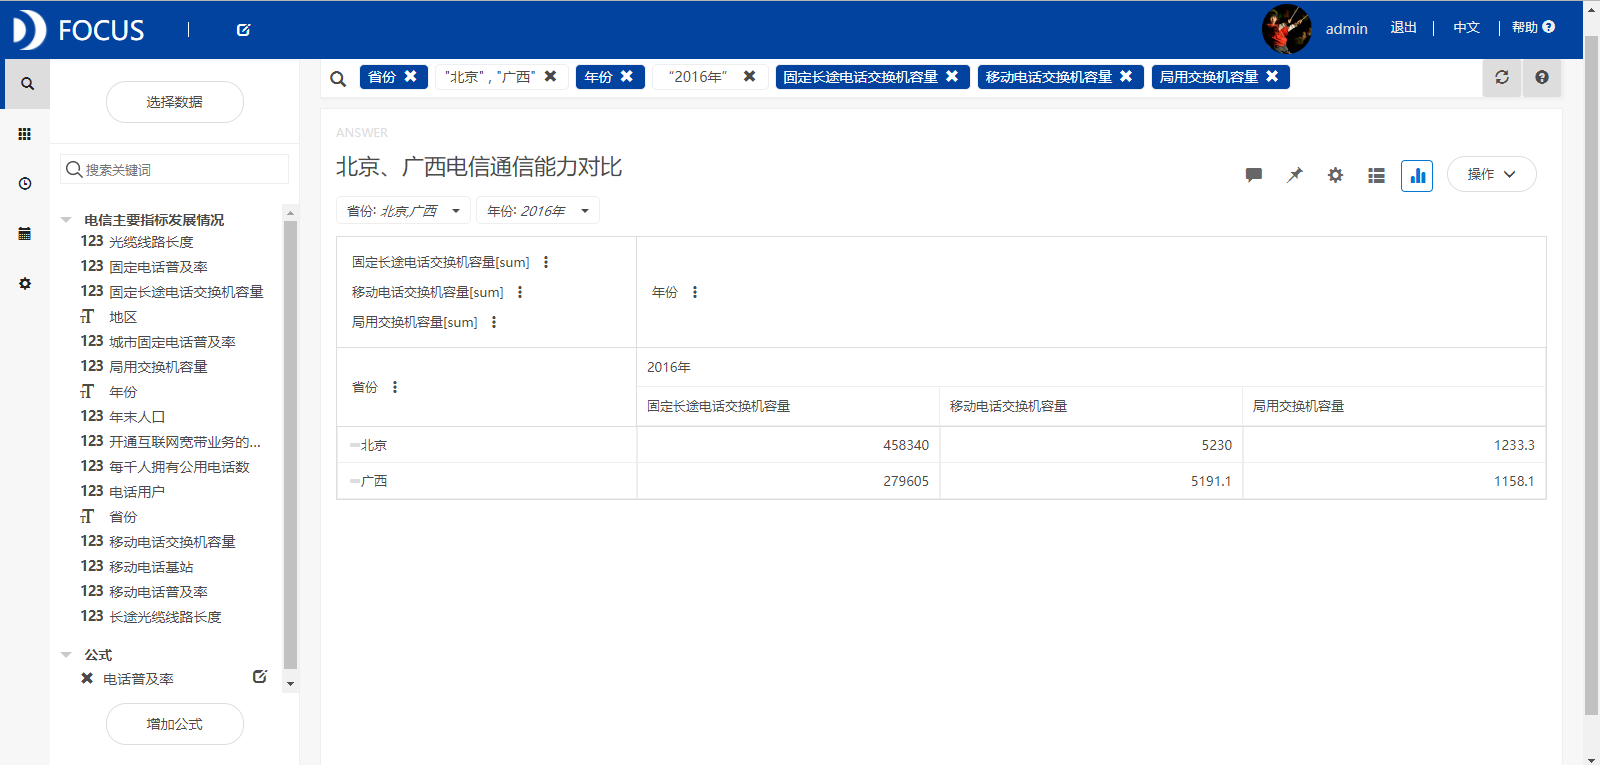 FOCUS
admin 退出 中文 帮助
省份 "北京" , "广西" 年份 “2016年” 固定长途电话交换机容量 移动电话交换机容量 局用交换机容量
选择数据
搜索关键词
电信主要指标发展情况
123 光缆线路长度
123 固定电话普及率
123 固定长途电话交换机容量
TT 地区
123 城市固定电话普及率
123 局用交换机容量
TT 年份
123 年末人口
123 开通互联网宽带业务的...
123 每千人拥有公用电话数
123 电话用户
TT 省份
123 移动电话交换机容量
123 移动电话基站
123 移动电话普及率
123 长途光缆线路长度
公式
电话普及率
增加公式
ANSWER
北京、广西电信通信能力对比
操作
省份: 北京,广西 年份: 2016年
固定长途电话交换机容量[sum]
移动电话交换机容量[sum]
局用交换机容量[sum]
年份
省份
2016年
固定长途电话交换机容量 移动电话交换机容量 局用交换机容量
北京 458340 5230 1233.3
广西 279605 5191.1 1158.1